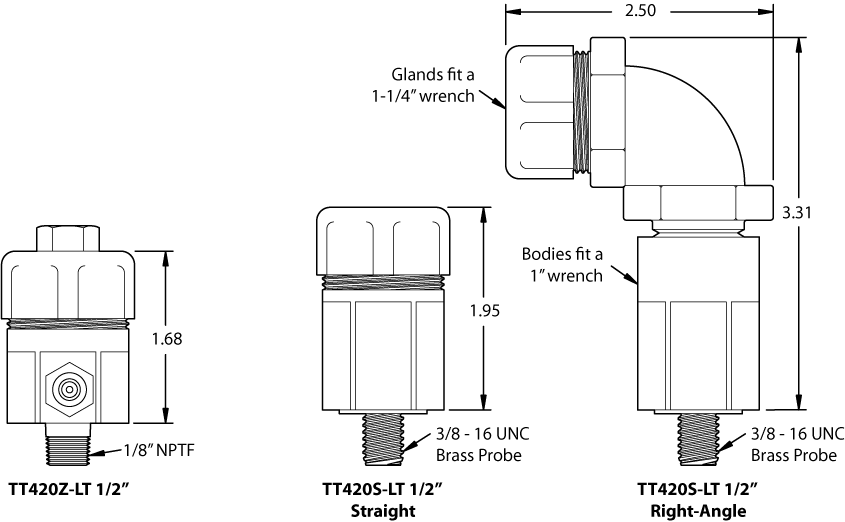 2.50
Glands fit a
1-1/4” wrench
3.31
Bodies fit a
1” wrench
1.68
1.95
1/8” NPTF
3/8 - 16 UNC
Brass Probe
3/8 - 16 UNC
Brass Probe
TT420Z-LT 1/2”
TT420S-LT 1/2”
Straight
TT420S-LT 1/2”
Right-Angle